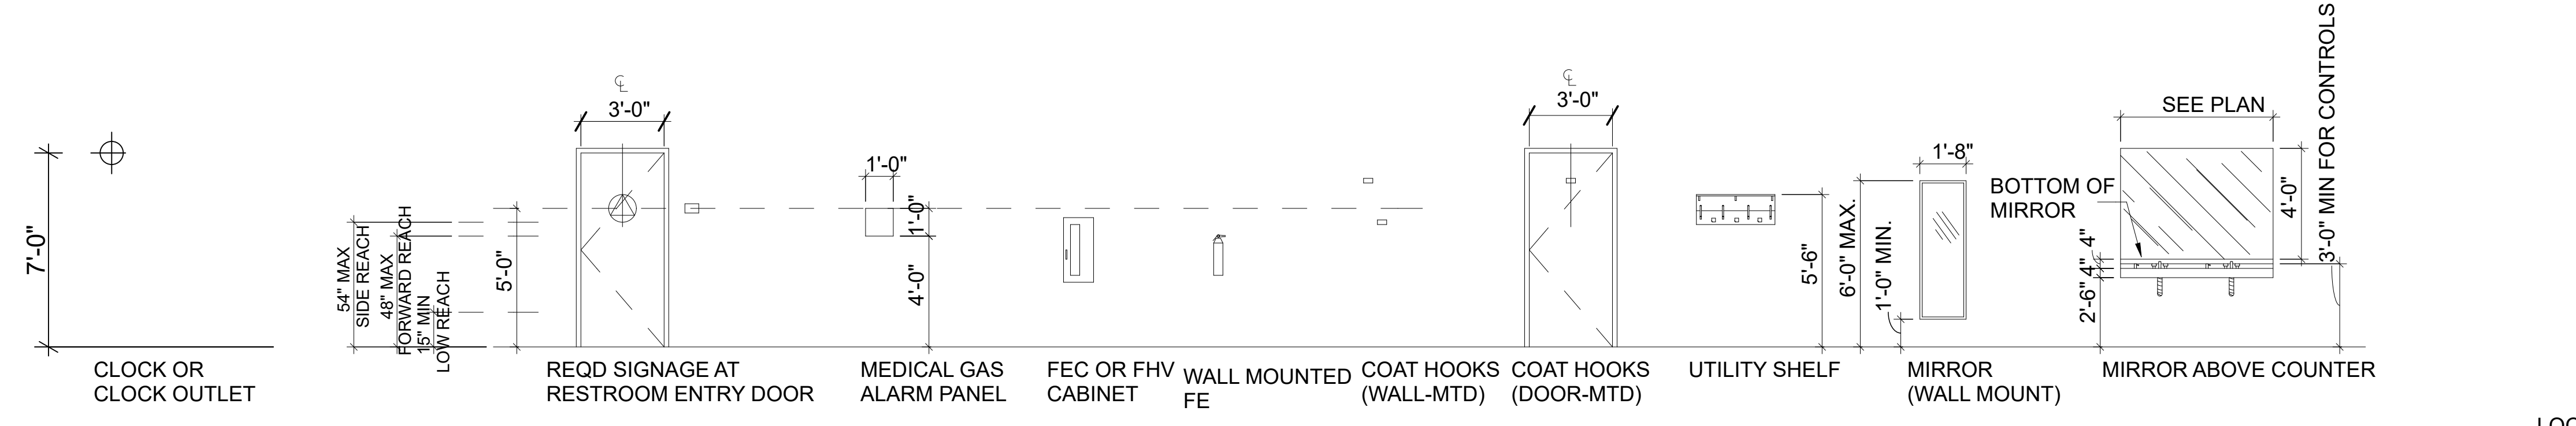 7'-0"
CLOCK OR
CLOCK OUTLET
54" MAX
SIDE REACH
48" MAX
FORWARD REACH
15" MIN
LOW REACH
5'-0"
CL
3'-0"
REQD SIGNAGE AT
RESTROOM ENTRY DOOR
1'-0"
1'-0"
4'-0"
MEDICAL GAS
ALARM PANEL
FEC OR FHV
CABINET
WALL MOUNTED
FE
COAT HOOKS
(WALL-MTD)
CL
3'-0"
COAT HOOKS
(DOOR-MTD)
UTILITY SHELF
5'-6"
6'-0" MAX.
1'-0" MIN.
1'-8"
MIRROR
(WALL MOUNT)
BOTTOM OF
MIRROR
SEE PLAN
4'-0"
4"
4"
2'-6"
3'-0" MIN FOR CONTROLS
MIRROR ABOVE COUNTER